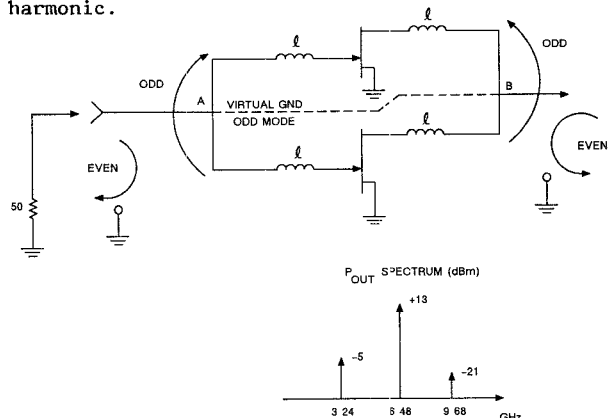 harmonic.
ℓ
ℓ
ODD
ODD
A
VIRTUAL GND
B
ODD MODE
EVEN
ℓ
ℓ
EVEN
50
P OUT SPECTRUM (dBm)
+13
-5
-21
3 24
6 48
9 68
GHz